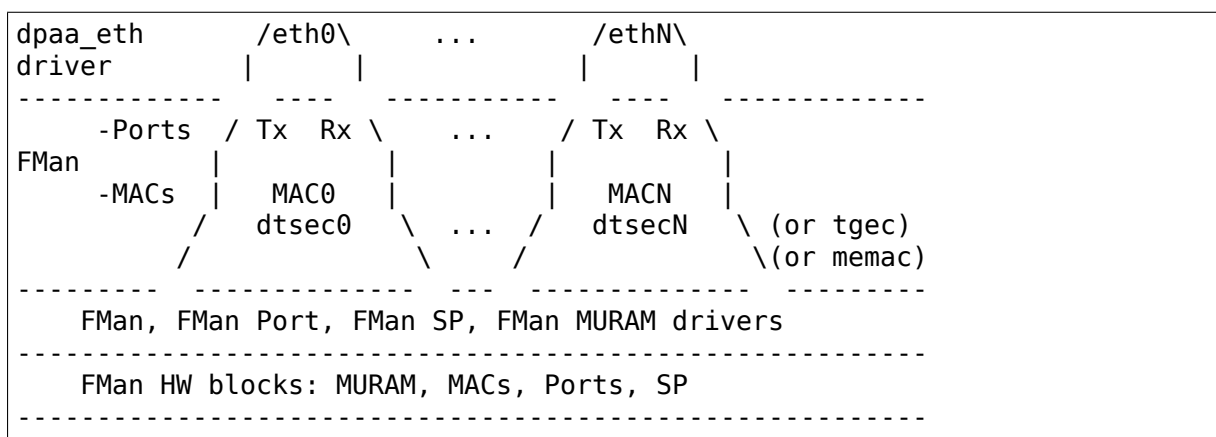 dpaa_eth       /eth0\     ...       /ethN\
driver        |      |             |      |
-------------   ----   -----------   ----   -------------
     -Ports  / Tx  Rx \    ...    / Tx  Rx \
FMan        |          |         |          |
     -MACs  |   MAC0   |         |   MACN   |
           /   dtsec0   \  ...  /   dtsecN   \ (or tgec)
          /              \     /              \(or memac)
---------  --------------  ---  --------------  ---------
    FMan, FMan Port, FMan SP, FMan MURAM drivers
---------------------------------------------------------
    FMan HW blocks: MURAM, MACs, Ports, SP
---------------------------------------------------------